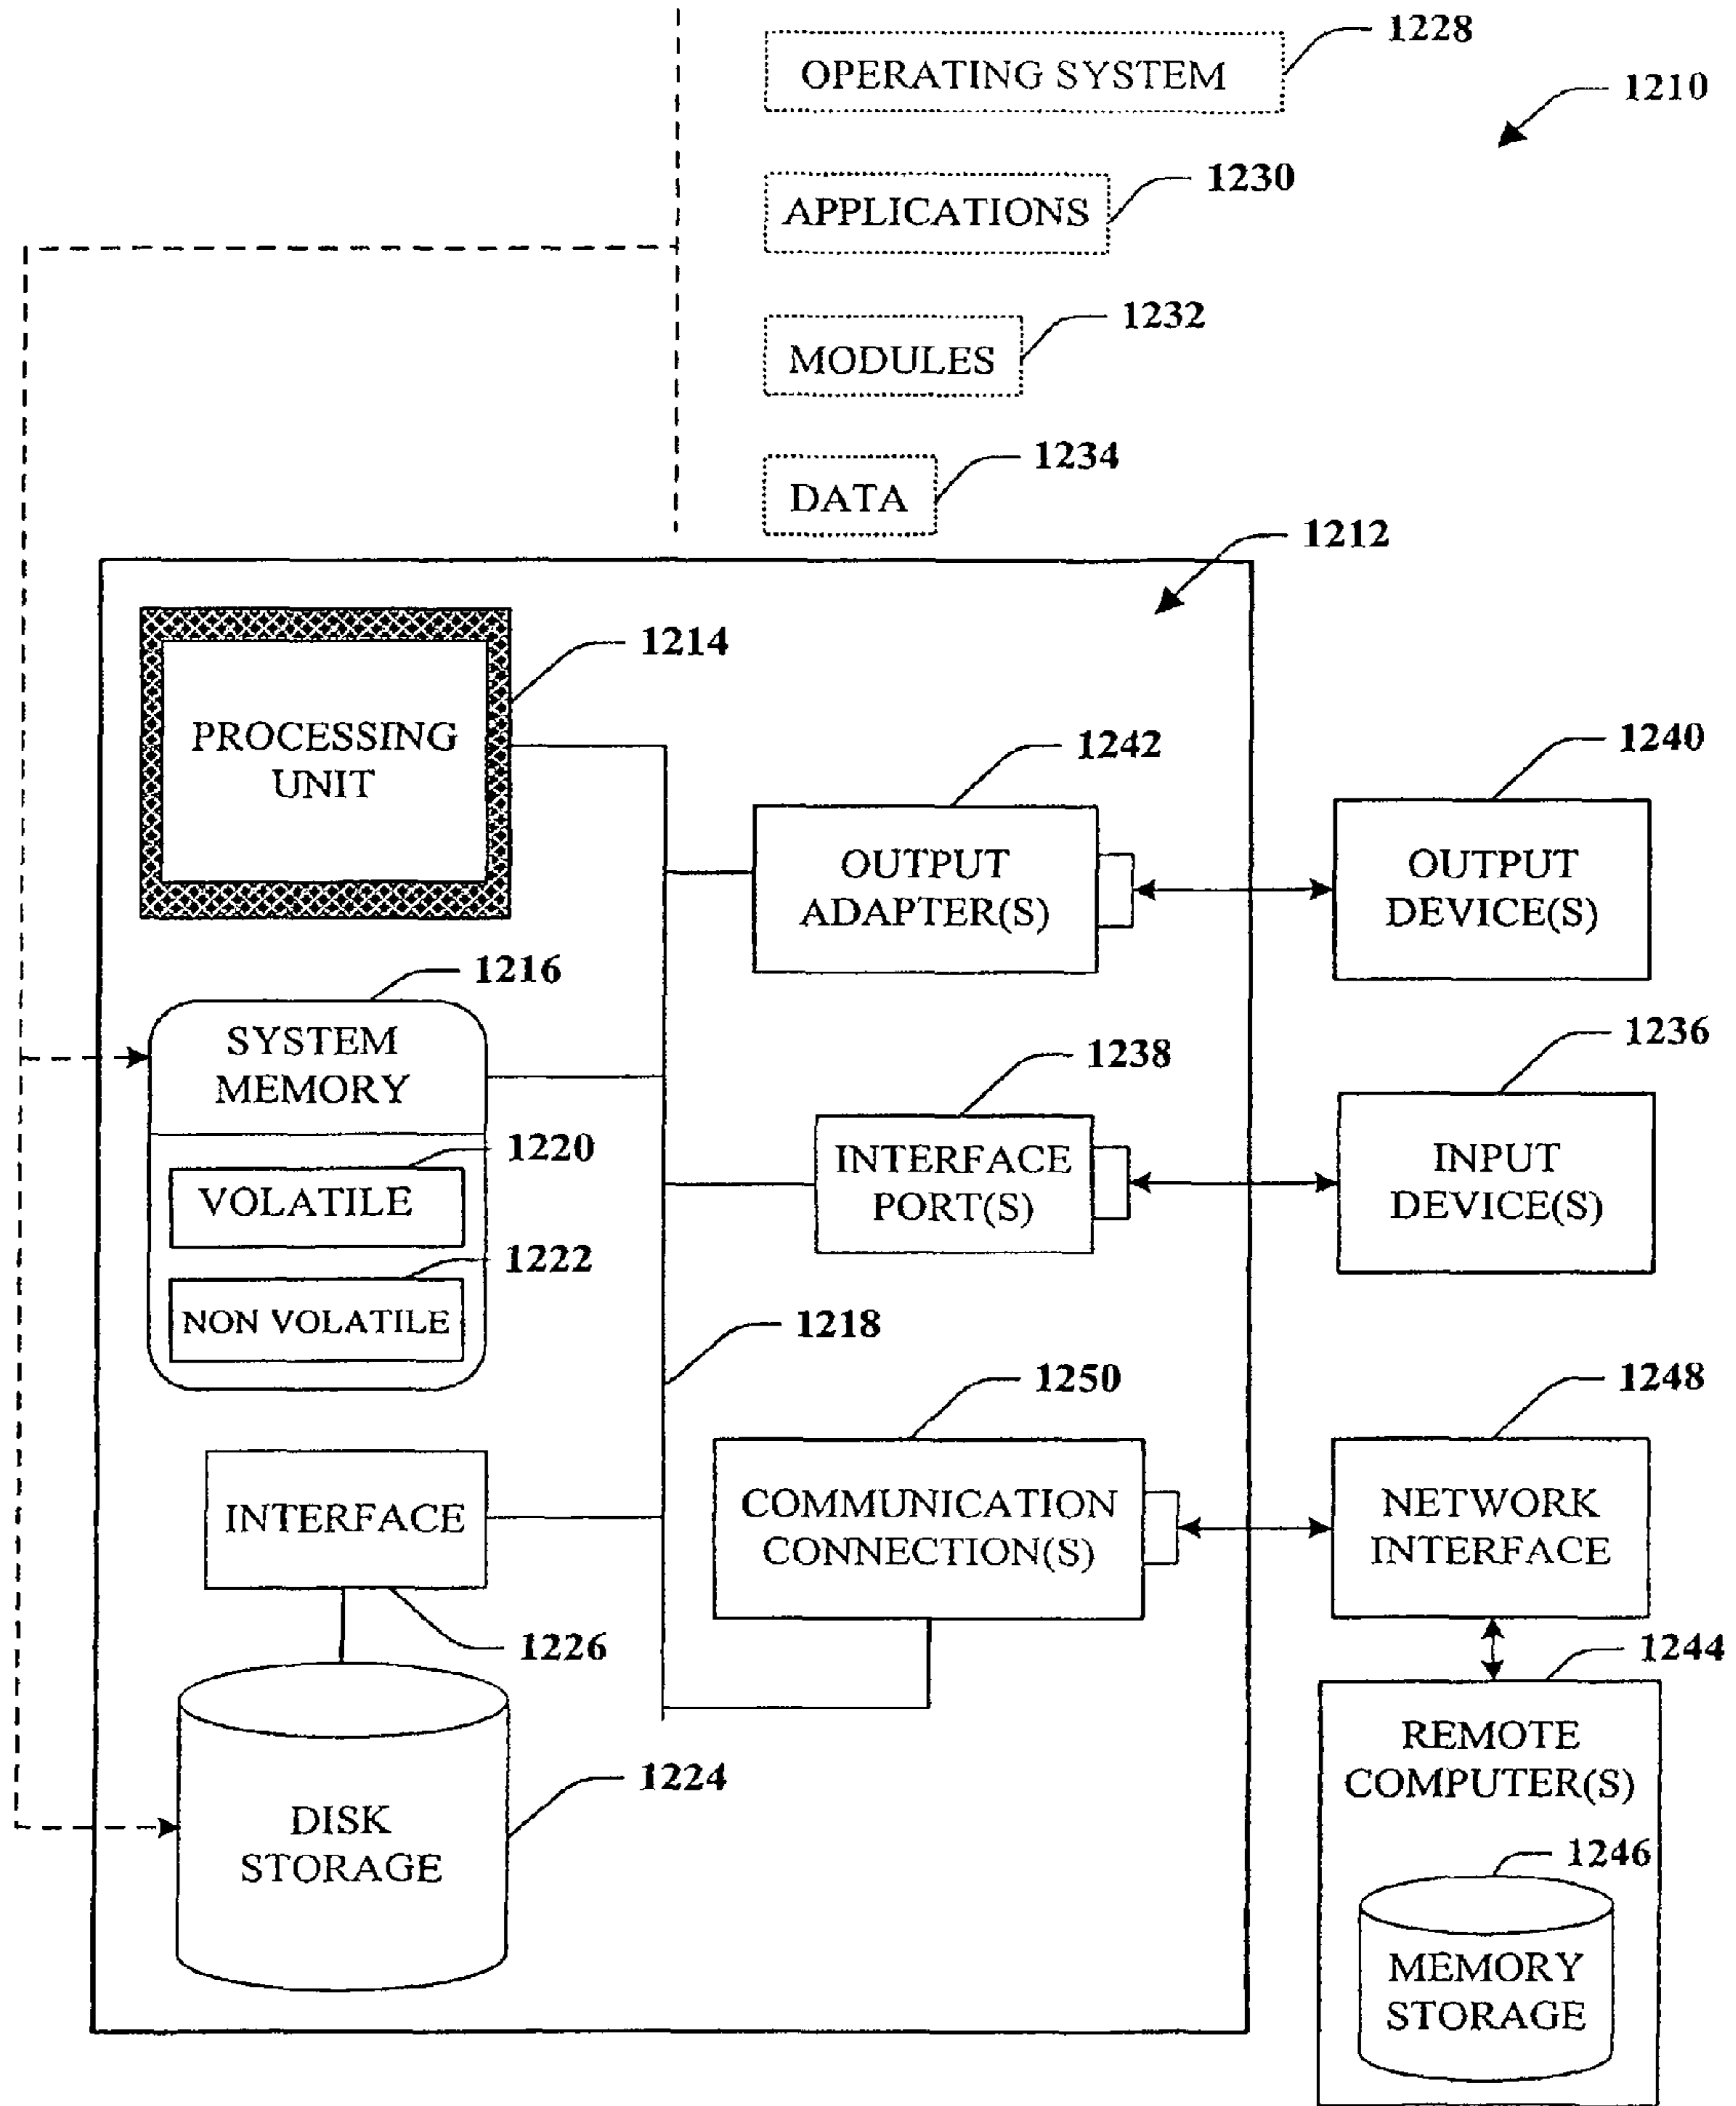 1228
OPERATING SYSTEM
1210
1230
APPLICATIONS
1232
MODULES
1234
DATA
1212
1214
PROCESSING
UNIT
1242
OUTPUT
ADAPTER(S)
1240
OUTPUT
DEVICE(S)
1216
SYSTEM
MEMORY
1220
VOLATILE
1222
NON VOLATILE
1238
INTERFACE
PORT(S)
1236
INPUT
DEVICE(S)
1218
1250
COMMUNICATION
CONNECTION(S)
1248
NETWORK
INTERFACE
INTERFACE
1226
1244
REMOTE
COMPUTER(S)
1224
DISK
STORAGE
1246
MEMORY
STORAGE